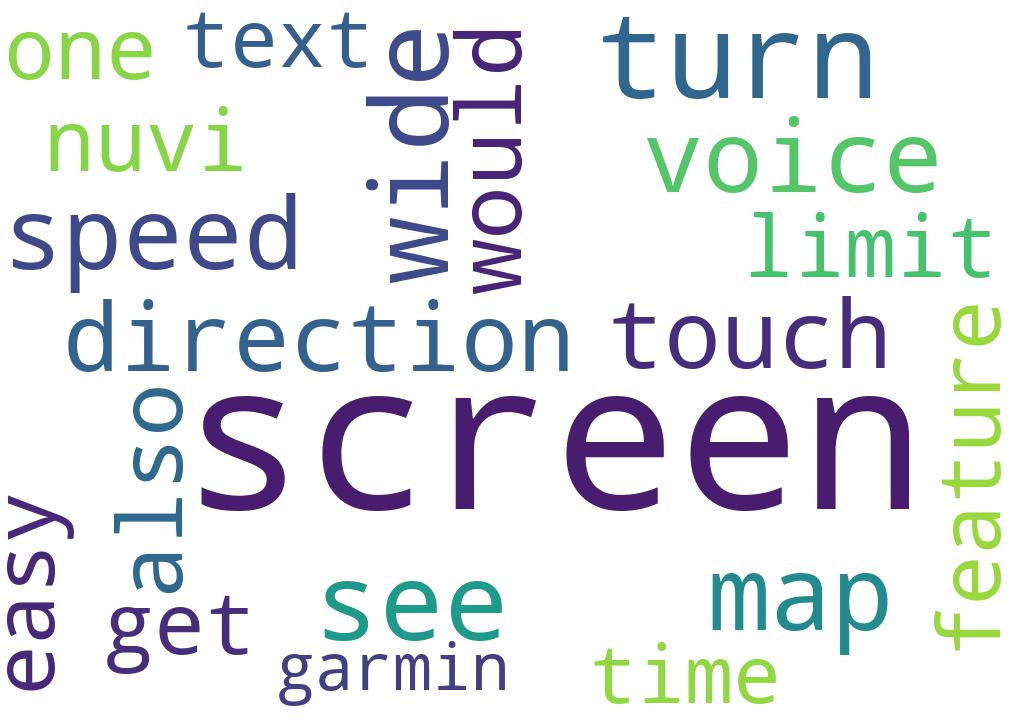 one
text
wide
would
turn
nuvi
voice
speed
limit
direction
touch
feature
also
screen
easy
get
see
map
garmin
time